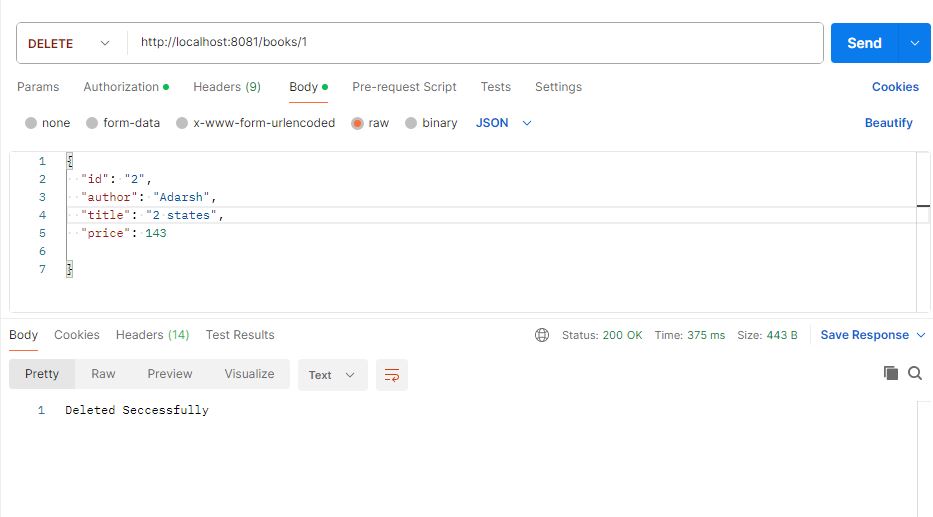 DELETE http://localhost:8081/books/1 Send
Params Authorization Headers (9) Body Pre-request Script Tests Settings Cookies
none form-data x-www-form-urlencoded raw binary JSON Beautify
1 {
2 "id": "2",
3 "author": "Adarsh",
4 "title": "2 states",
5 "price": 143
6
7 }
Body Cookies Headers (14) Test Results Status: 200 OK Time: 375 ms Size: 443 B Save Response
Pretty Raw Preview Visualize Text
1 Deleted Seccessfully